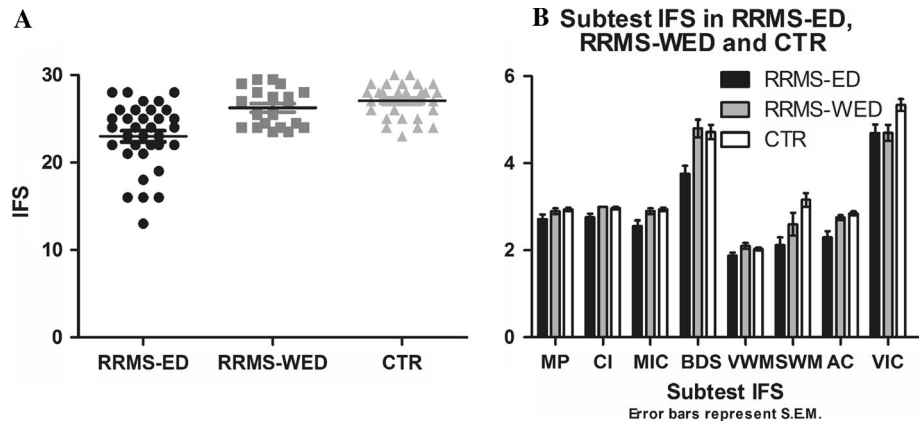 A
IFS
30
20
10
0
RRMS-ED RRMS-WED CTR
B Subtest IFS in RRMS-ED,
RRMS-WED and CTR
6
4
2
0
RRMS-ED
RRMS-WED
CTR
MP CI MIC BDS VWM SWM AC VIC
Subtest IFS
Error bars represent S.E.M.